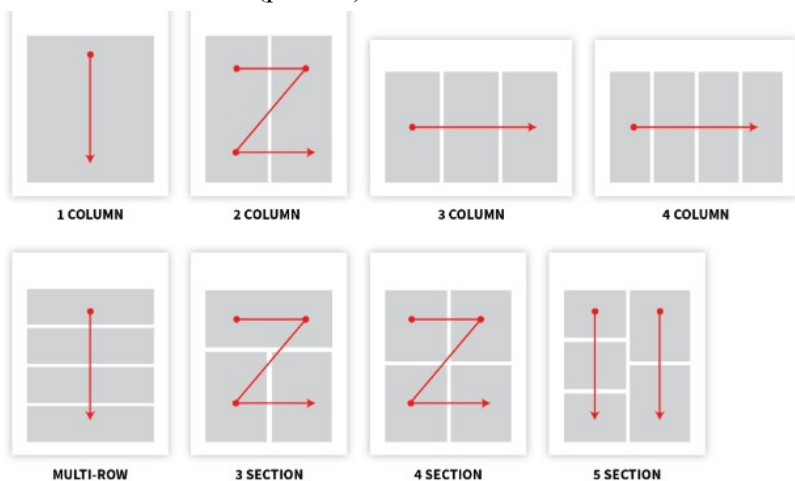 1 COLUMN
2 COLUMN
3 COLUMN
4 COLUMN
MULTI-ROW
3 SECTION
4 SECTION
5 SECTION